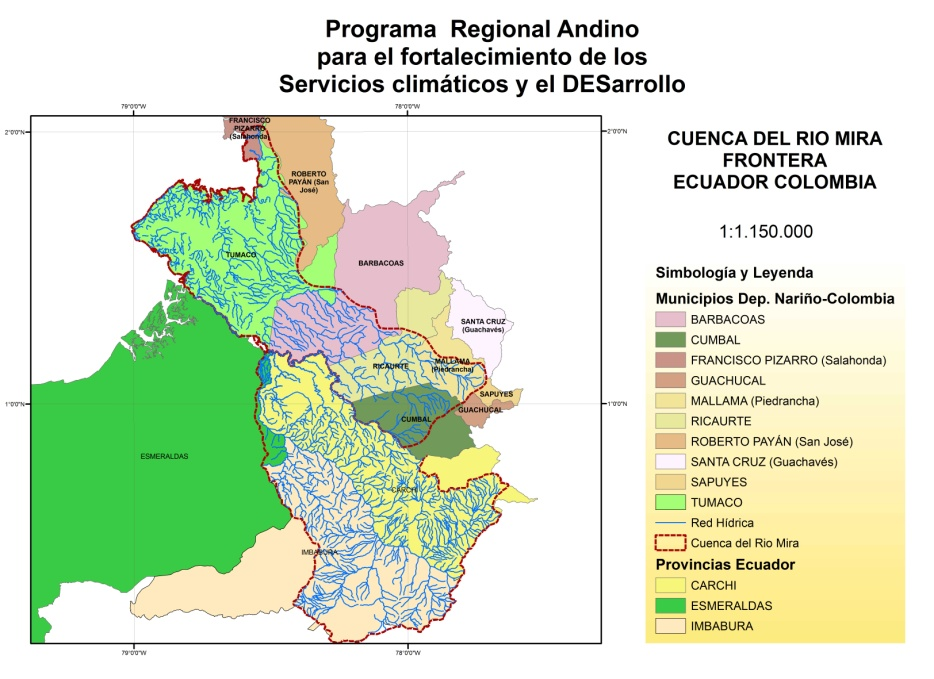 Programa Regional Andino
para el fortalecimiento de los
Servicios climáticos y el DESarrollo
79°0'0"W
78°0'0"W
2°0'0"N
2°0'0"N
FRANCISCO
PIZARRO
(Salahonda)
ROBERTO
PAYÁN (San
José)
TUMACO
BARBACOAS
SANTA CRUZ
(Guachavés)
RICAURTE
MALLAMA
(Piedrancha)
SAPUYES
GUACHUCAL
CUMBAL
1°0'0"N
1°0'0"N
ESMERALDAS
CARCHI
IMBABURA
79°0'0"W
78°0'0"W
CUENCA DEL RIO MIRA
FRONTERA
ECUADOR COLOMBIA
1:1.150.000
Simbología y Leyenda
Municipios Dep. Nariño-Colombia
BARBACOAS
CUMBAL
FRANCISCO PIZARRO (Salahonda)
GUACHUCAL
MALLAMA (Piedrancha)
RICAURTE
ROBERTO PAYÁN (San José)
SANTA CRUZ (Guachavés)
SAPUYES
TUMACO
Red Hídrica
Cuenca del Rio Mira
Provincias Ecuador
CARCHI
ESMERALDAS
IMBABURA